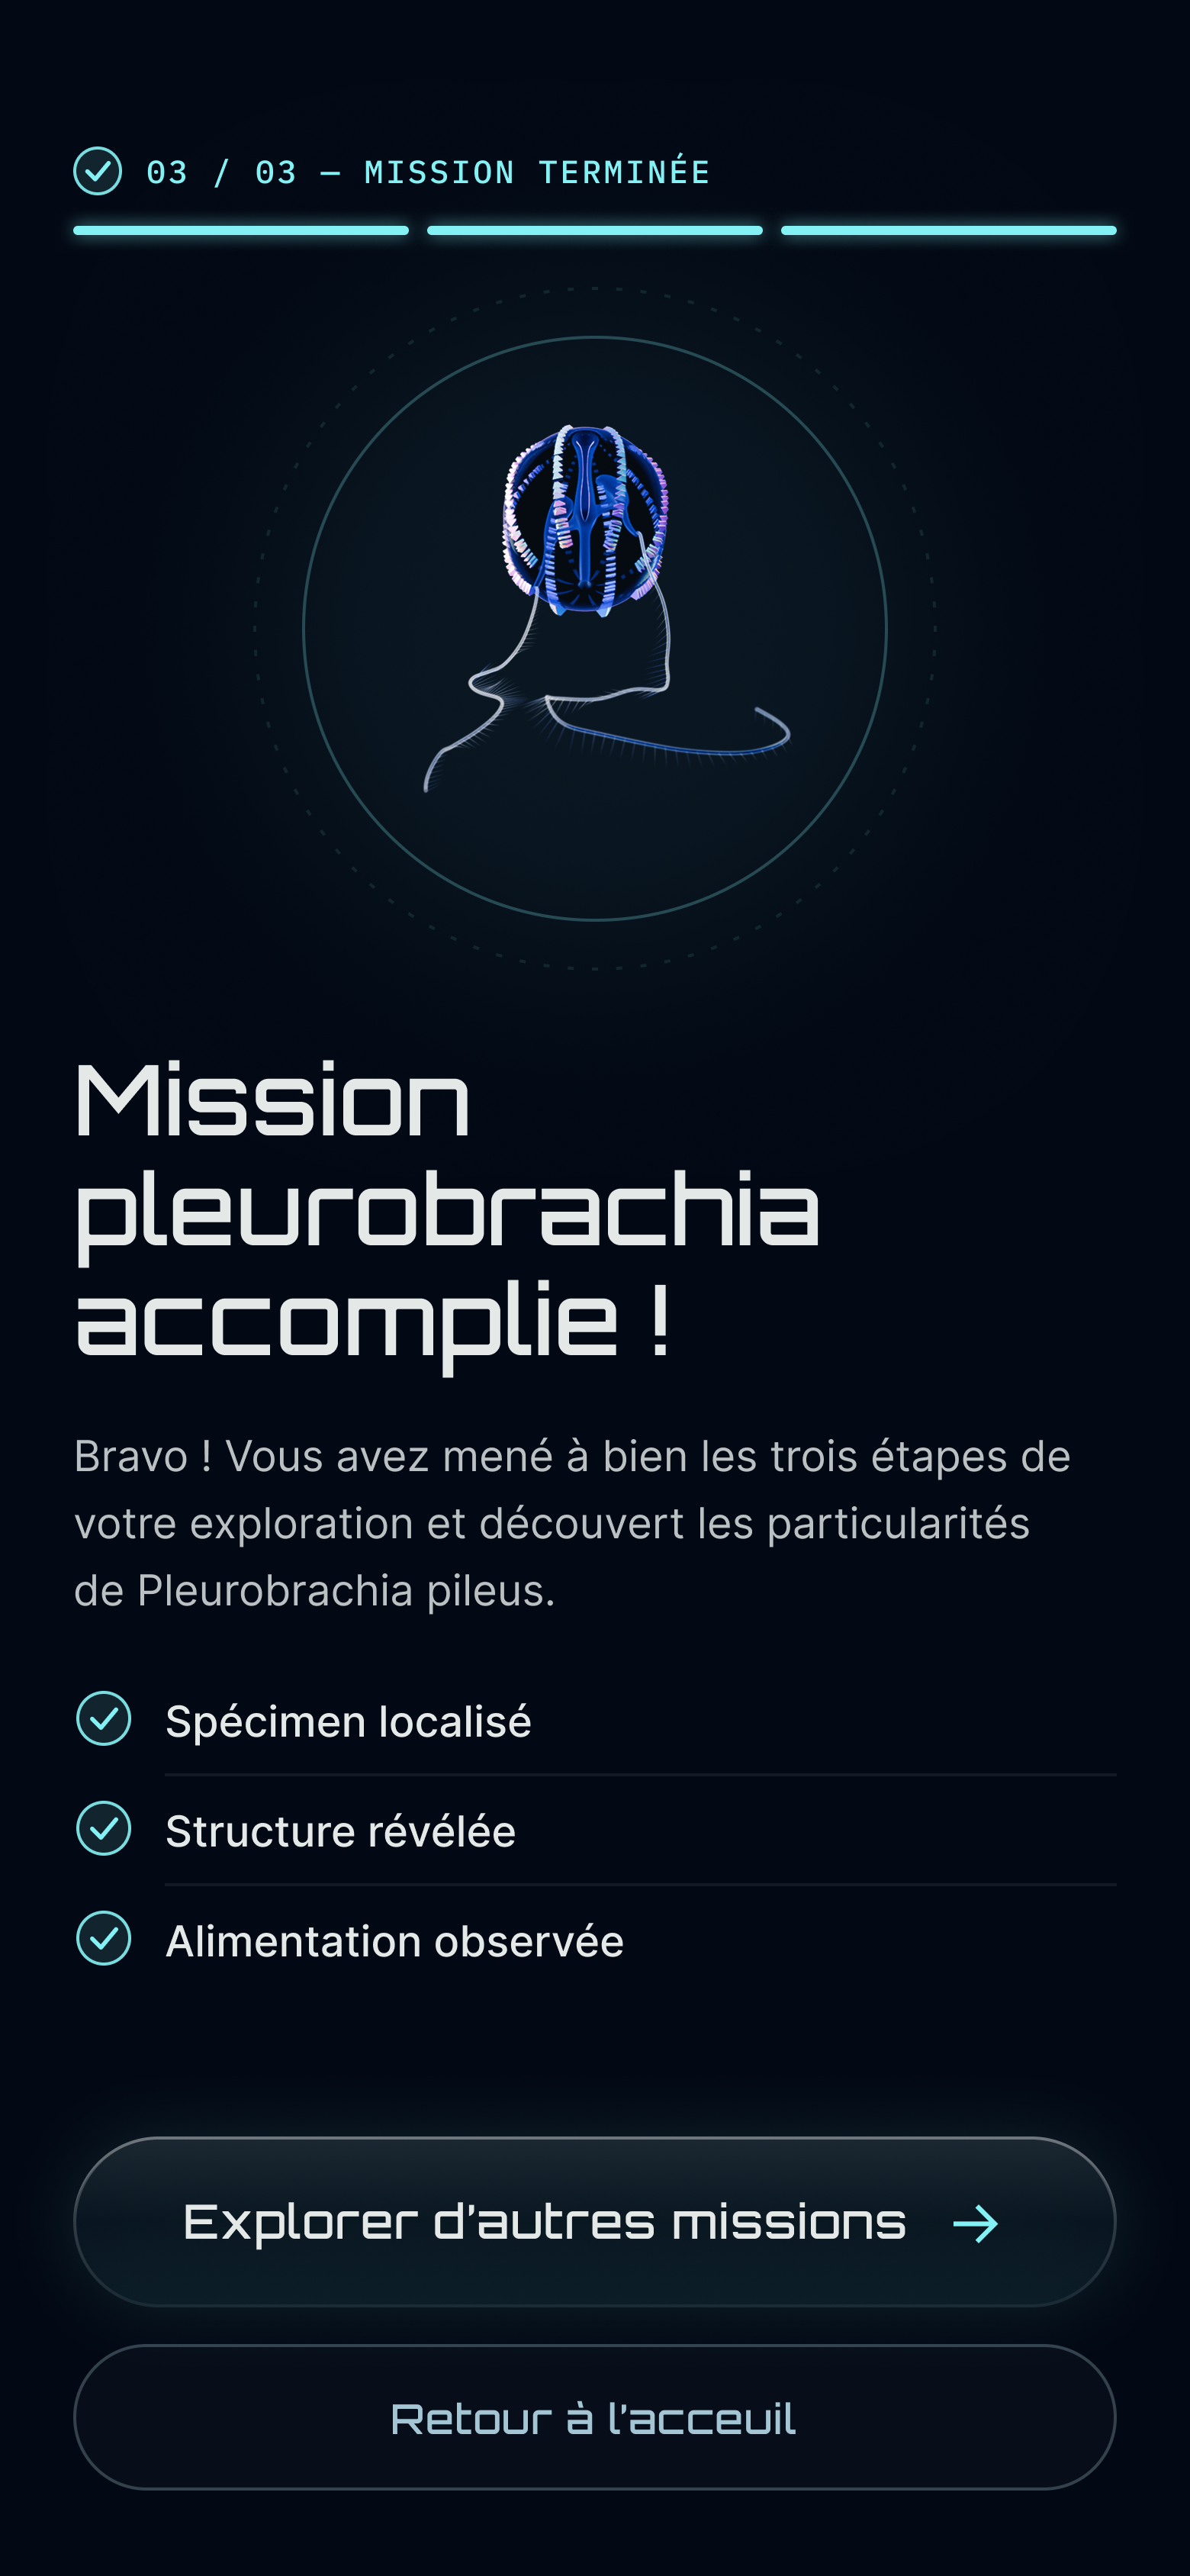 03 / 03 — MISSION TERMINÉE
Mission
pleurobrachia
accomplie !
Bravo ! Vous avez mené à bien les trois étapes de
votre exploration et découvert les particularités
de Pleurobrachia pileus.
Spécimen localisé
Structure révélée
Alimentation observée
Explorer d’autres missions →
Retour à l’acceuil